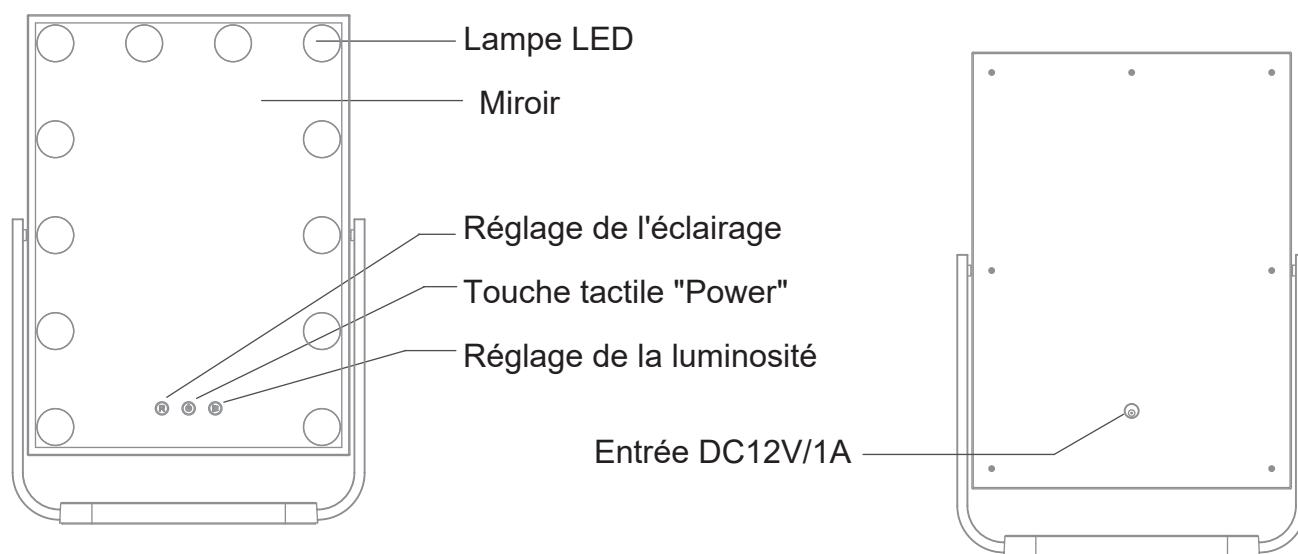 Lampe LED
Miroir
Réglage de l'éclairage
Touche tactile "Power"
Réglage de la luminosité
Entrée DC12V/1A